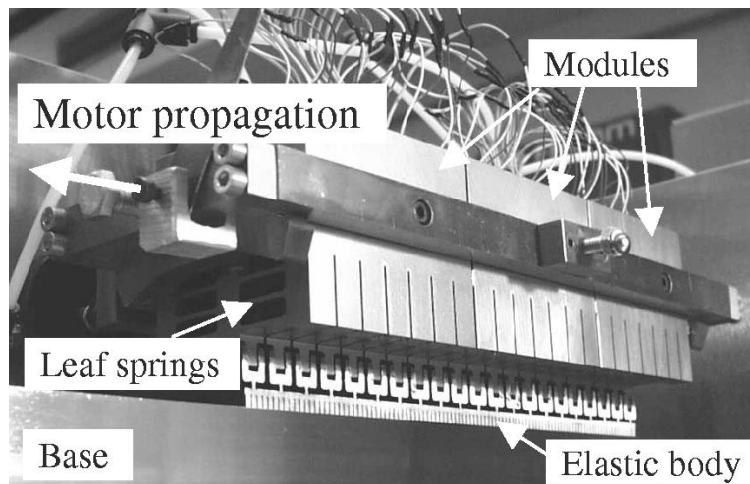 Modules
Motor propagation
Leaf springs
Base
Elastic body